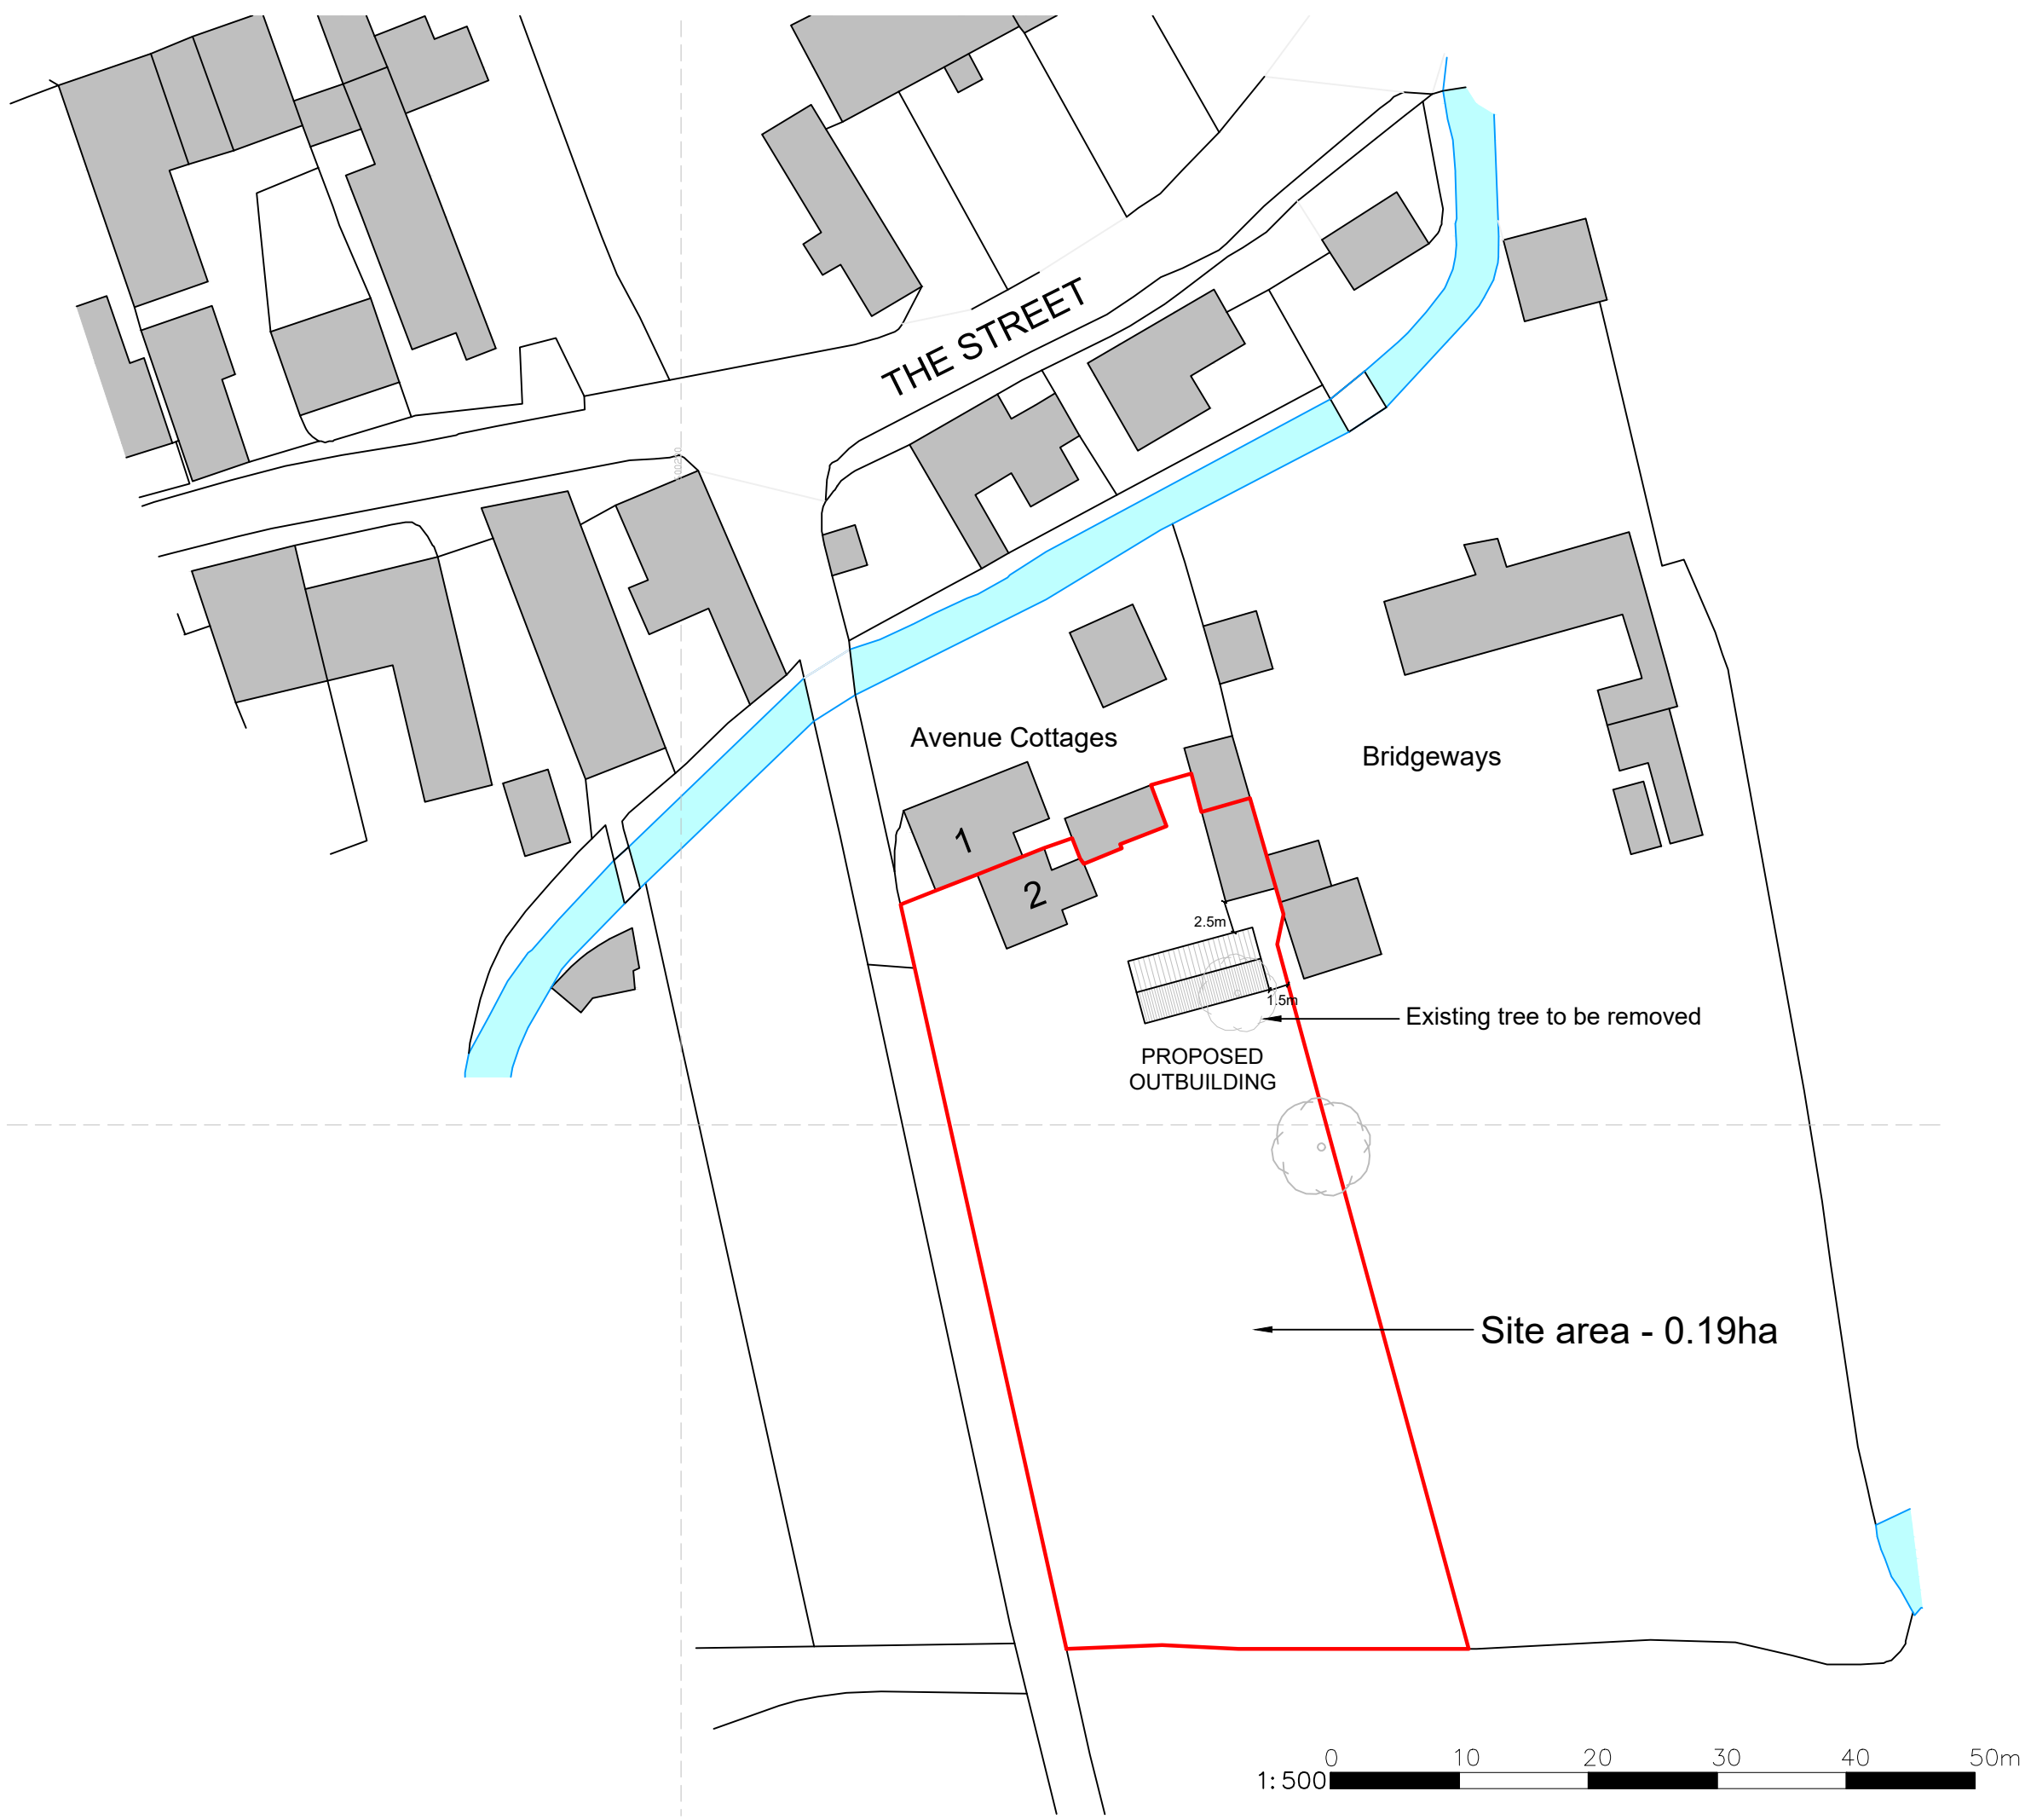 THE STREET
Avenue Cottages
Bridgeways
1
2
2.5m
1.5m
Existing tree to be removed
PROPOSED
OUTBUILDING
Site area - 0.19ha
0 10 20 30 40 50m
1:500